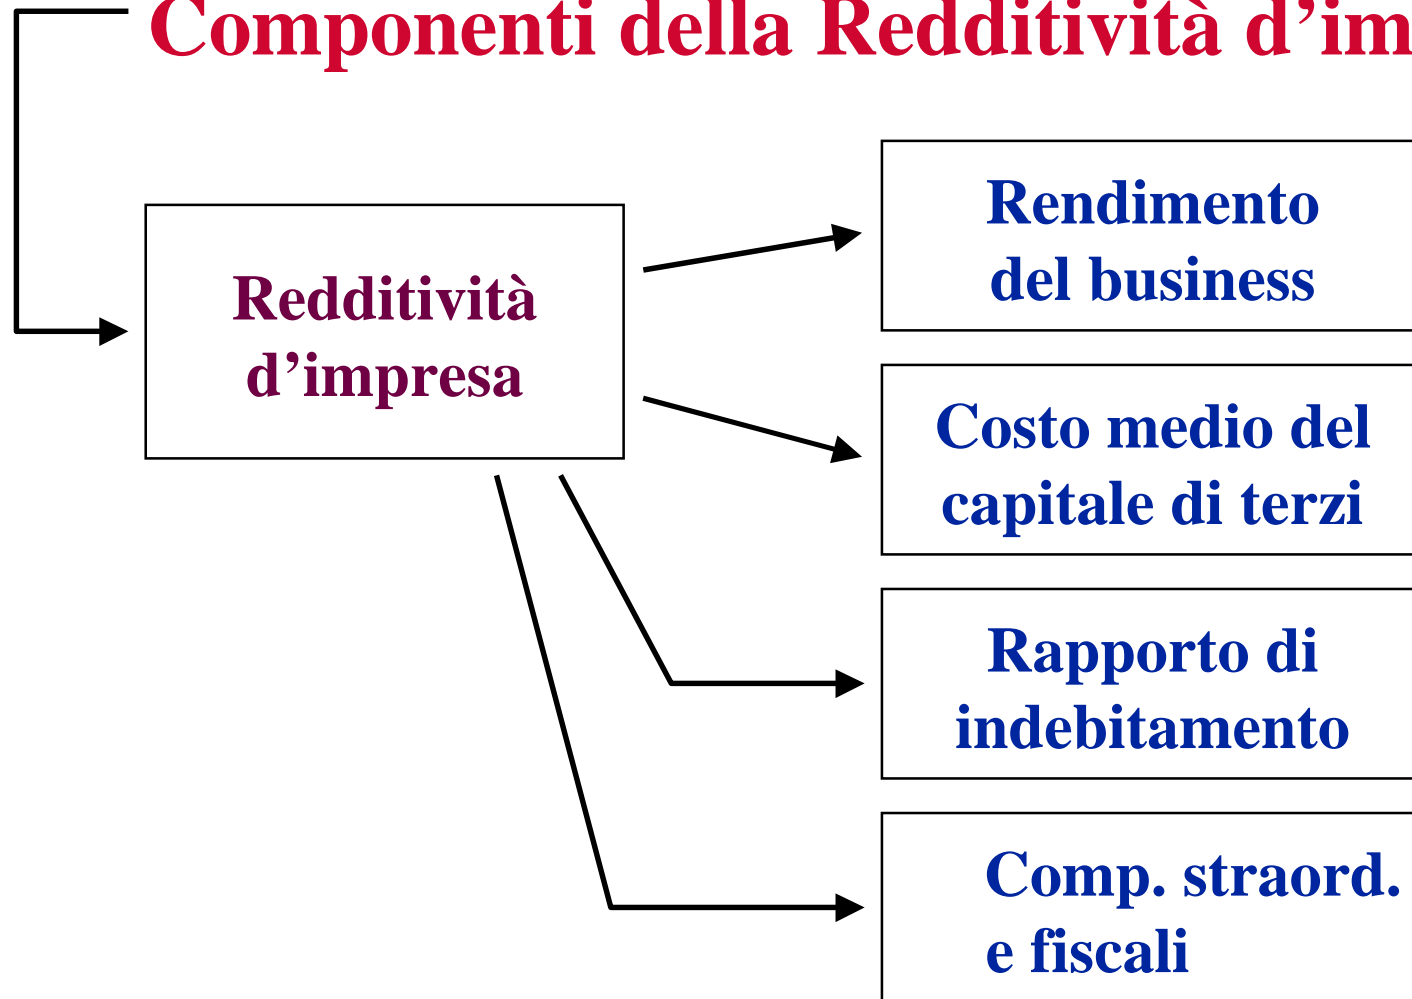 Componenti della Redditività d’im
Redditività
d’impresa
Rendimento
del business
Costo medio del
capitale di terzi
Rapporto di
indebitamento
Comp. straord.
e fiscali